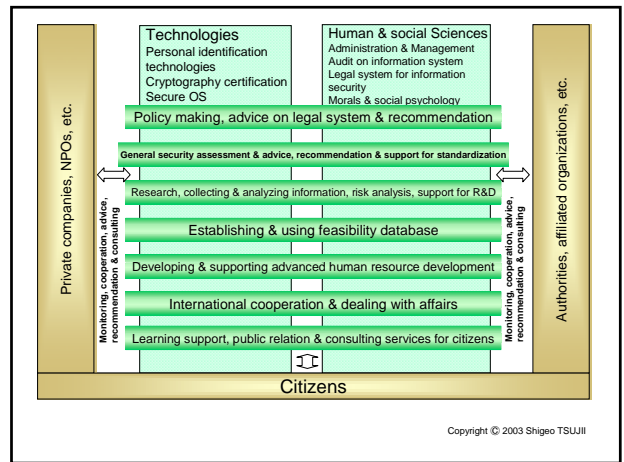 Technologies
Personal identification
technologies
Cryptography certification
Secure OS
Human & social Sciences
Administration & Management
Audit on information system
Legal system for information
security
Morals & social psychology
Private companies, NPOs, etc.
Monitoring, cooperation, advice,
recommendation & consulting
Policy making, advice on legal system & recommendation
General security assessment & advice, recommendation & support for standardization
Research, collecting & analyzing information, risk analysis, support for R&D
Establishing & using feasibility database
Developing & supporting advanced human resource development
International cooperation & dealing with affairs
Learning support, public relation & consulting services for citizens
Monitoring, cooperation, advice,
recommendation & consulting
Authorities, affiliated organizations, etc.
Citizens
Copyright © 2003 Shigeo TSUJII